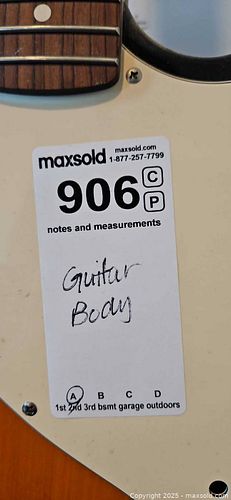 maxsold maxsold.com 1-877-257-7799
906 C P
notes and measurements
Guitar
Body
A B C D
1st 2nd 3rd bsmt garage outdoors
Copyright 2025 - maxsold.com